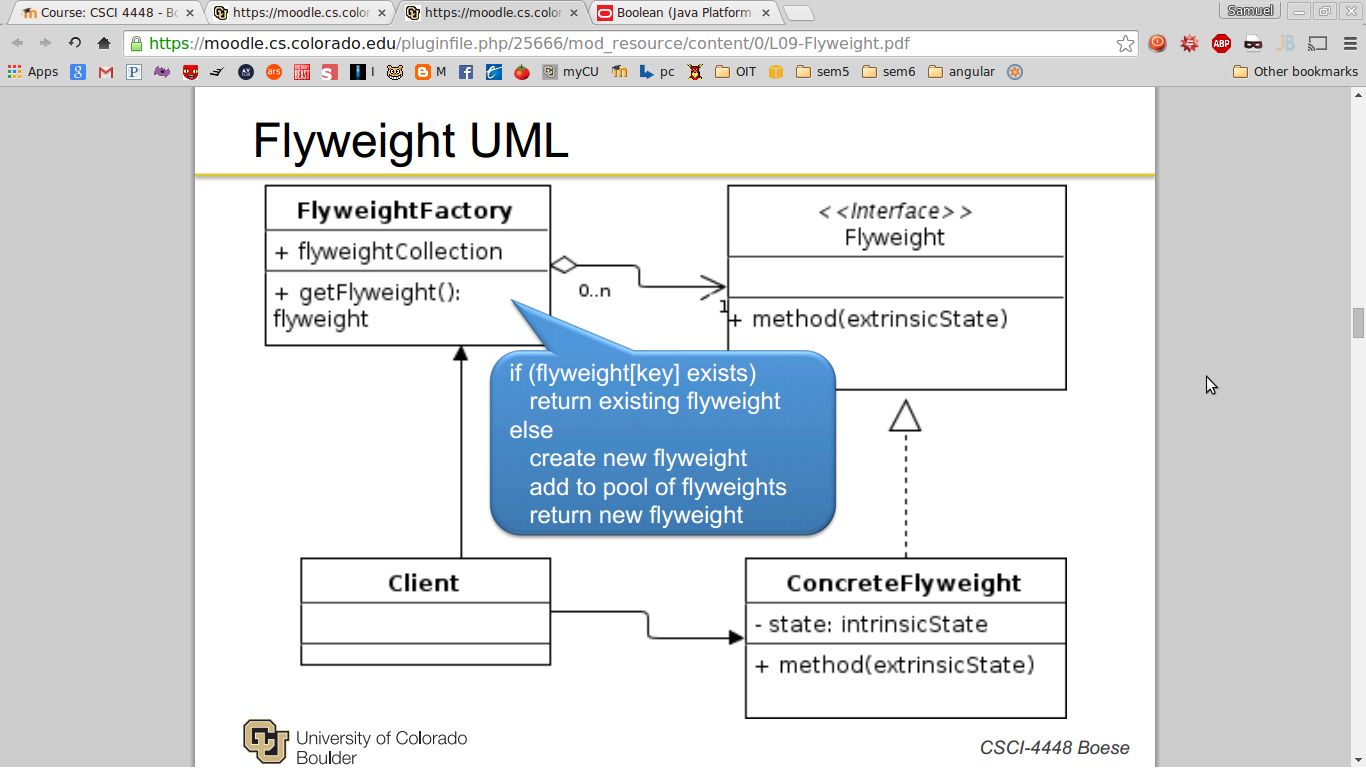 Course: CSCI 4448 - Bo
https://moodle.cs.color
https://moodle.cs.color
Boolean (Java Platform
Samuel
https://moodle.cs.colorado.edu/pluginfile.php/25666/mod_resource/content/0/L09-Flyweight.pdf
ABP
JB
Apps
ars
I
M
myCU
pc
OIT
sem5
sem6
angular
Other bookmarks
Flyweight UML
FlyweightFactory
+ flyweightCollection
+ getFlyweight():
flyweight
0..n
1
<<Interface>>
Flyweight
+ method(extrinsicState)
if (flyweight[key] exists)
return existing flyweight
else
create new flyweight
add to pool of flyweights
return new flyweight
Client
ConcreteFlyweight
- state: intrinsicState
+ method(extrinsicState)
CU
University of Colorado
Boulder
CSCI-4448 Boese